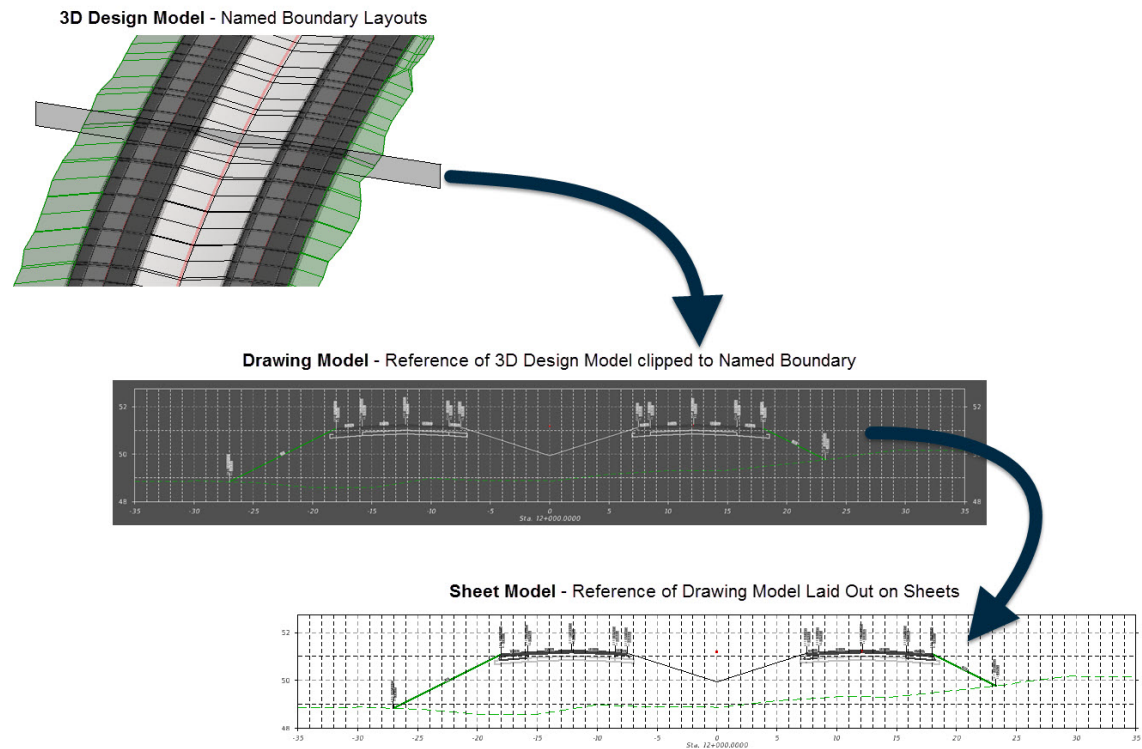 3D Design Model - Named Boundary Layouts
Drawing Model - Reference of 3D Design Model clipped to Named Boundary
52 52
50 50
48 48
-35 -30 -25 -20 -15 -10 -5 0 5 10 15 20 25 30 35
Sta. 12+000.0000
Sheet Model - Reference of Drawing Model Laid Out on Sheets
52 52
50 50
48 48
-35 -30 -25 -20 -15 -10 -5 0 5 10 15 20 25 30 35
Sta. 12+000.0000